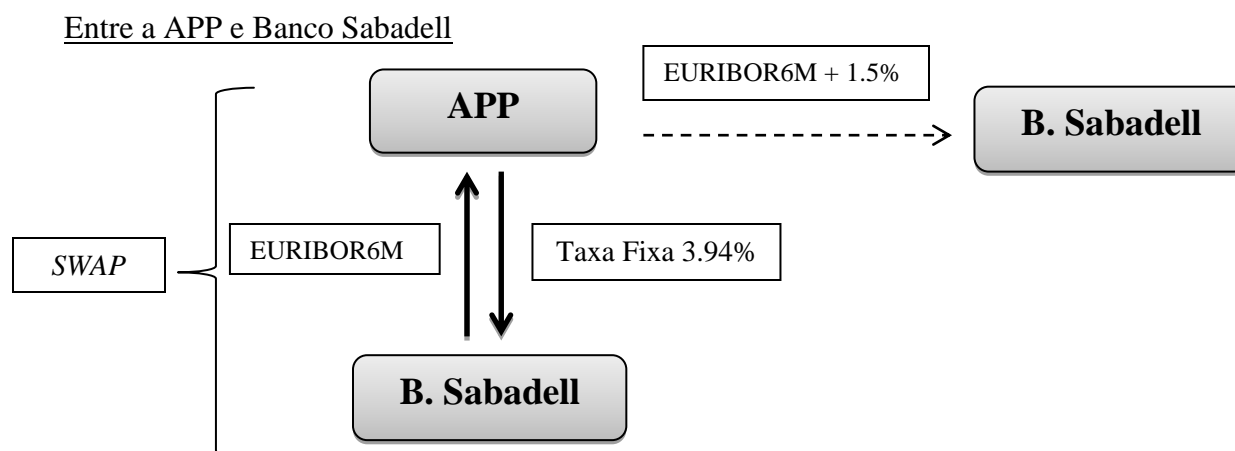 Entre a APP e Banco Sabadell
EURIBOR6M + 1.5%
APP
B. Sabadell
SWAP
EURIBOR6M
Taxa Fixa 3.94%
B. Sabadell